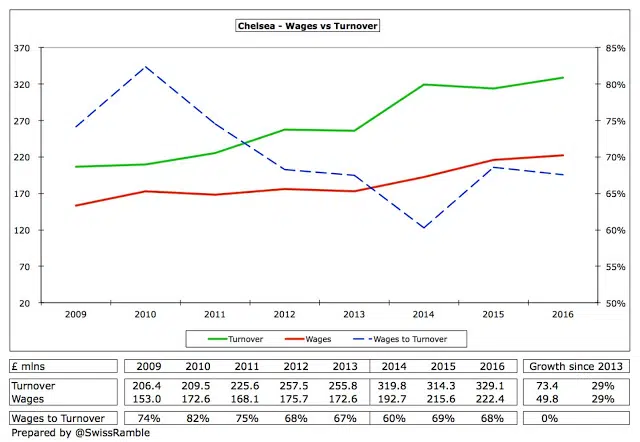 Chelsea - Wages vs Turnover
370 85%
320 80%
270 75%
220 70%
170 65%
120 60%
70 55%
20 50%
2009 2010 2011 2012 2013 2014 2015 2016
Turnover Wages Wages to Turnover
£ mlns 2009 2010 2011 2012 2013 2014 2015 2016 Growth since 2013
Turnover 206.4 209.5 225.6 257.5 255.8 319.8 314.3 329.1 73.4 29%
Wages 153.0 172.6 168.1 175.7 172.6 192.7 215.6 222.4 49.8 29%
Wages to Turnover 74% 82% 75% 68% 67% 60% 69% 68% 0%
Prepared by @SwissRamble